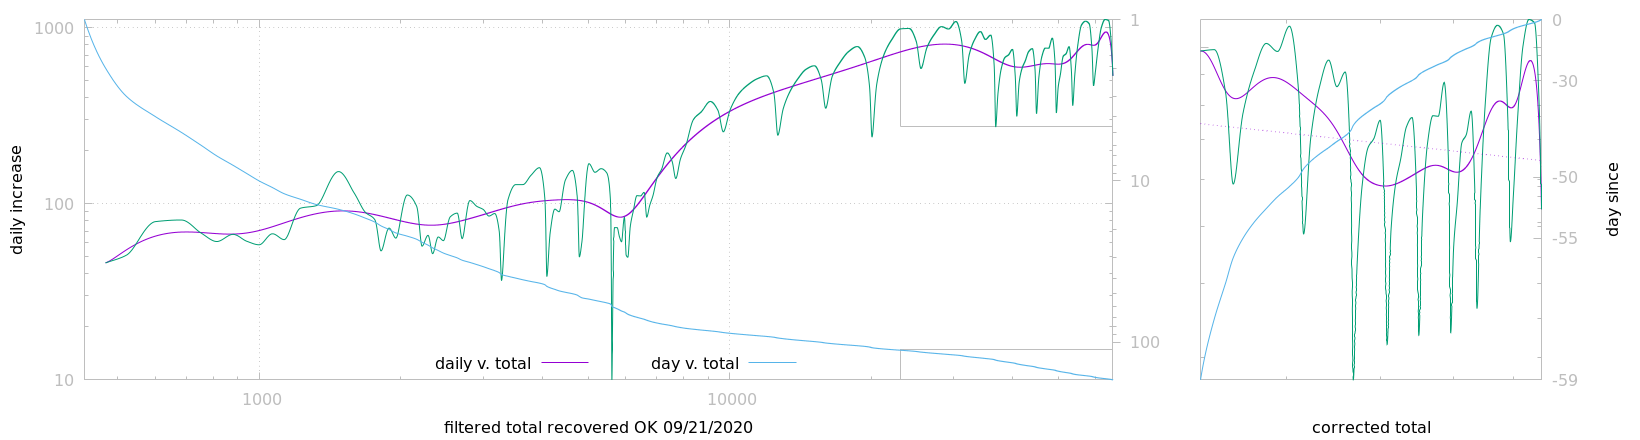 1000
100
10
daily increase
1000
10000
filtered total recovered OK 09/21/2020
daily v. total
day v. total
1
10
100
0
-30
-50
-55
-59
day since
corrected total